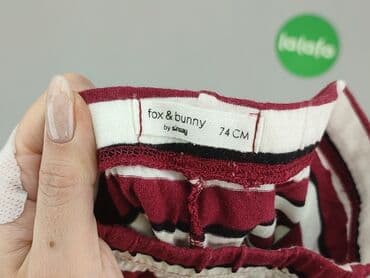 lalafo
fox & bunny
by sinsay 74 CM